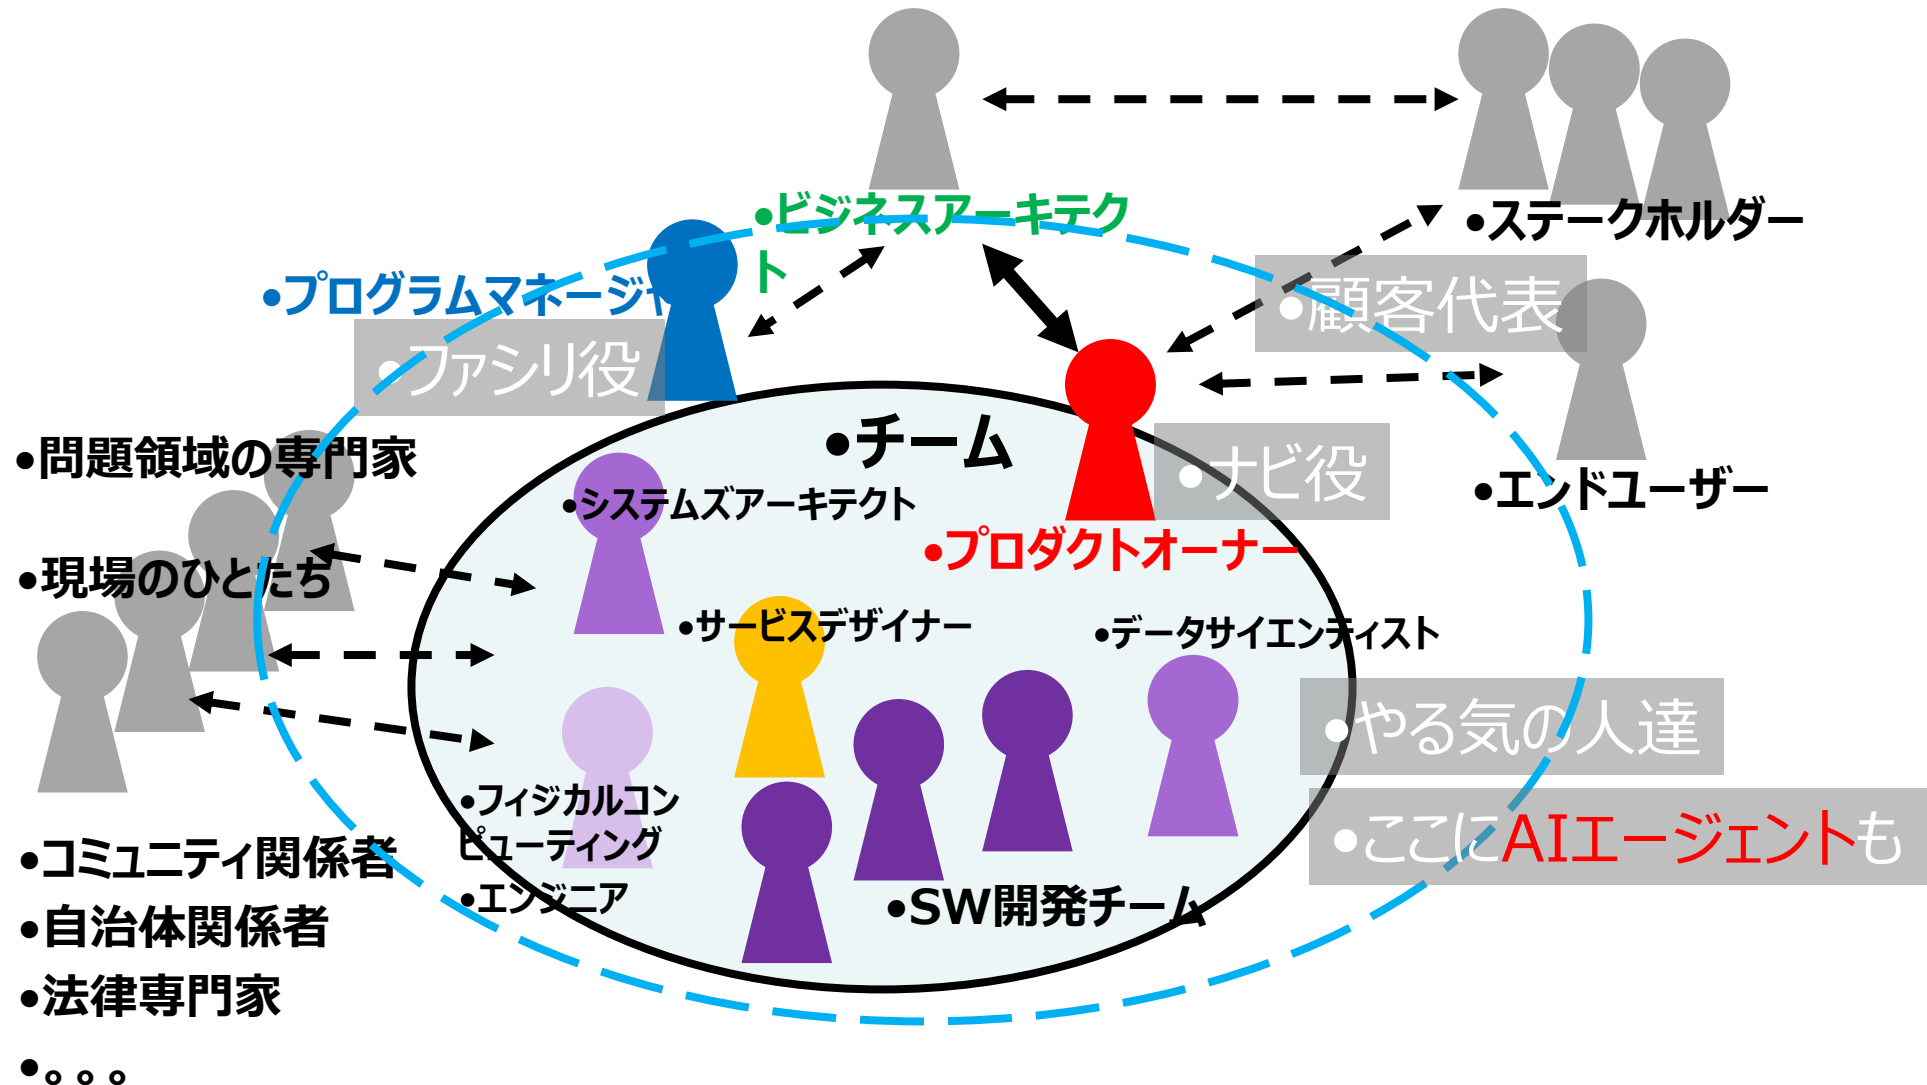 •ビジネスアーキテク
ト
•ステークホルダー
•プログラムマネージャ
•顧客代表
•ファシリ役
•チーム
•問題領域の専門家
•ナビ役
•システムズアーキテクト
•エンドユーザー
•プロダクトオーナー
•現場のひとたち
•サービスデザイナー
•データサイエンティスト
•やる気の人達
•フィジカルコン
ピューティング
•エンジニア
•ここにAIエージェントも
•コミュニティ関係者
•SW開発チーム
•自治体関係者
•法律専門家
•。。。